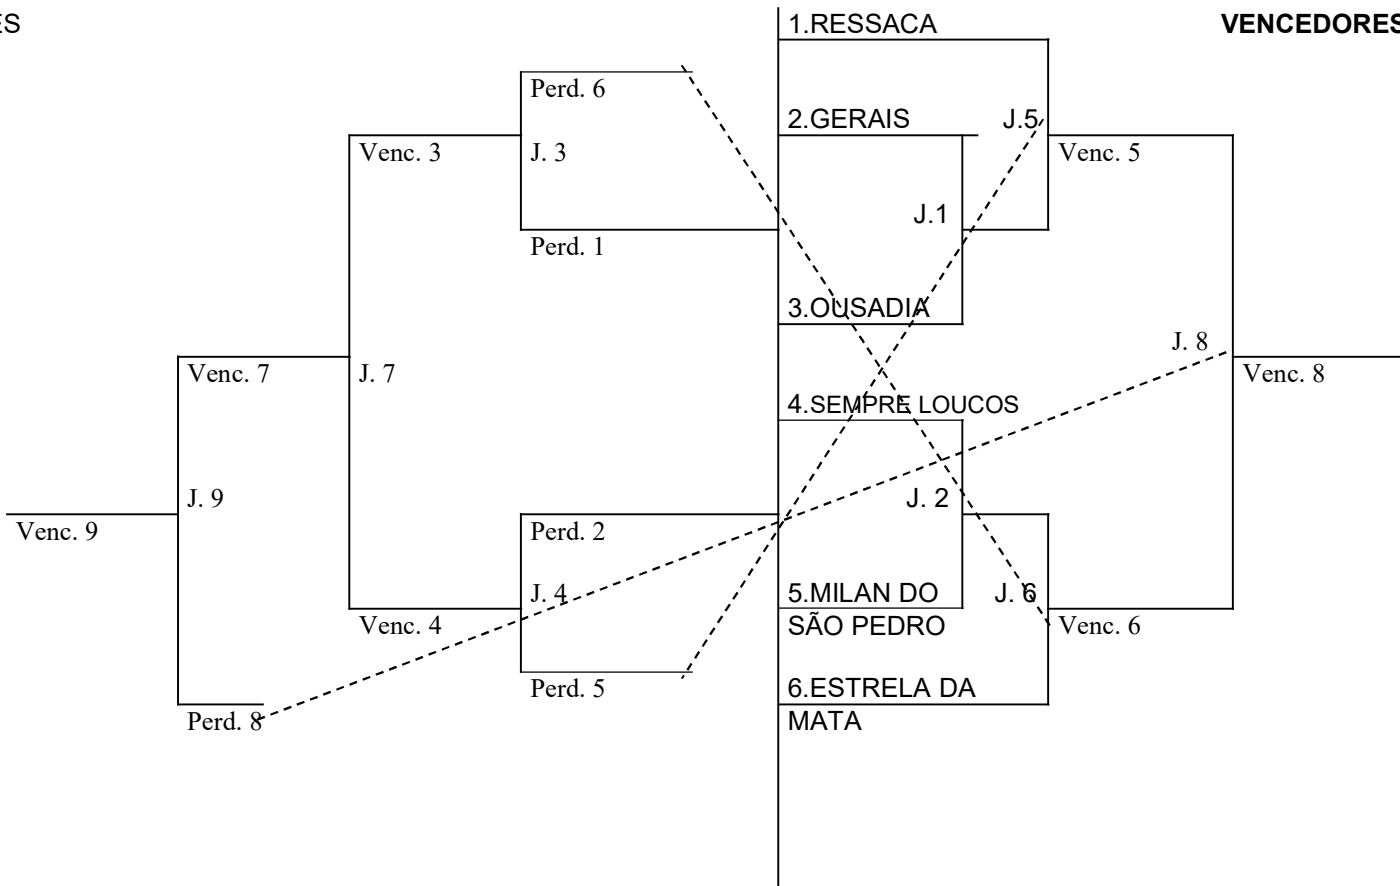 ES
1.RESSACA
VENCEDORES
Perd. 6
2.GERAIS
J.5
Venc. 3
J. 3
Venc. 5
J.1
Perd. 1
3.OUSADIA
J. 8
Venc. 7
J. 7
Venc. 8
4.SEMPRE LOUCOS
J. 9
J. 2
Venc. 9
Perd. 2
J. 4
5.MILAN DO
SÃO PEDRO
J. 6
Venc. 4
Venc. 6
Perd. 5
6.ESTRELA DA
MATA
Perd. 8